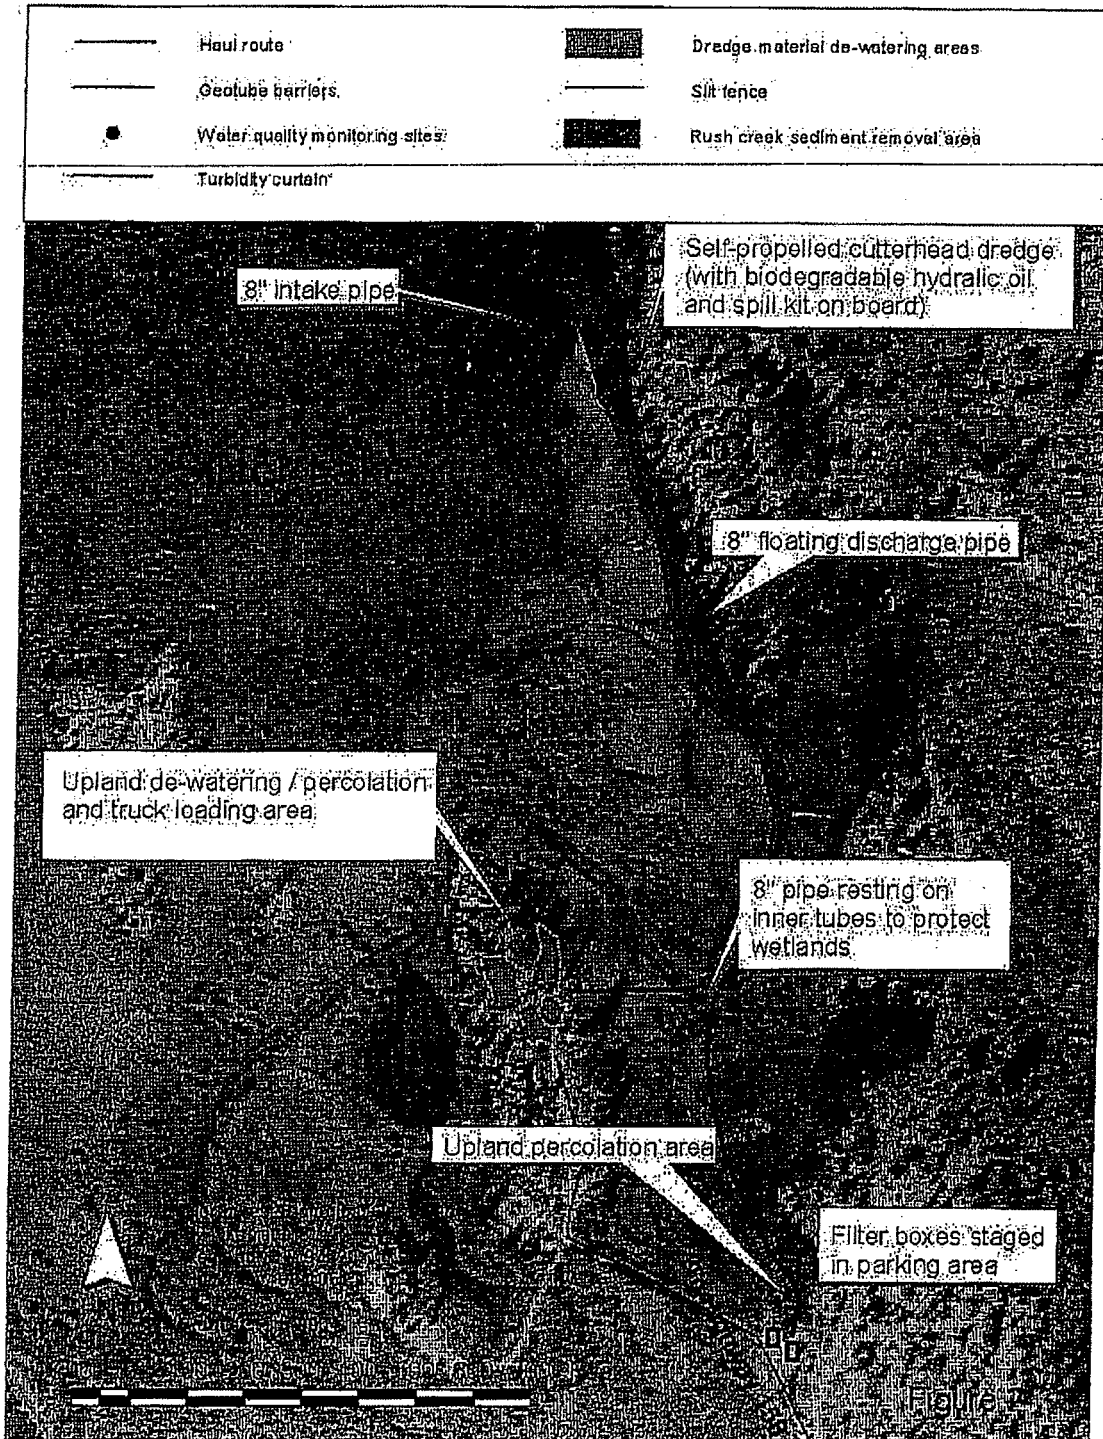 Haul route
Dredge material de-watering areas
Geotube barriers
Silt fence
Water quality monitoring sites
Rush creek sediment removal area
Turbidity curtain
Self-propelled cutterhead dredge
(with biodegradable hydralic oil
and spill kit on board)
8" intake pipe
8" floating discharge pipe
Upland de-watering / percolation
and truck loading area
8" pipe resting on
inner tubes to protect
wetlands
Upland percolation area
Filter boxes staged
in parking area
Figure